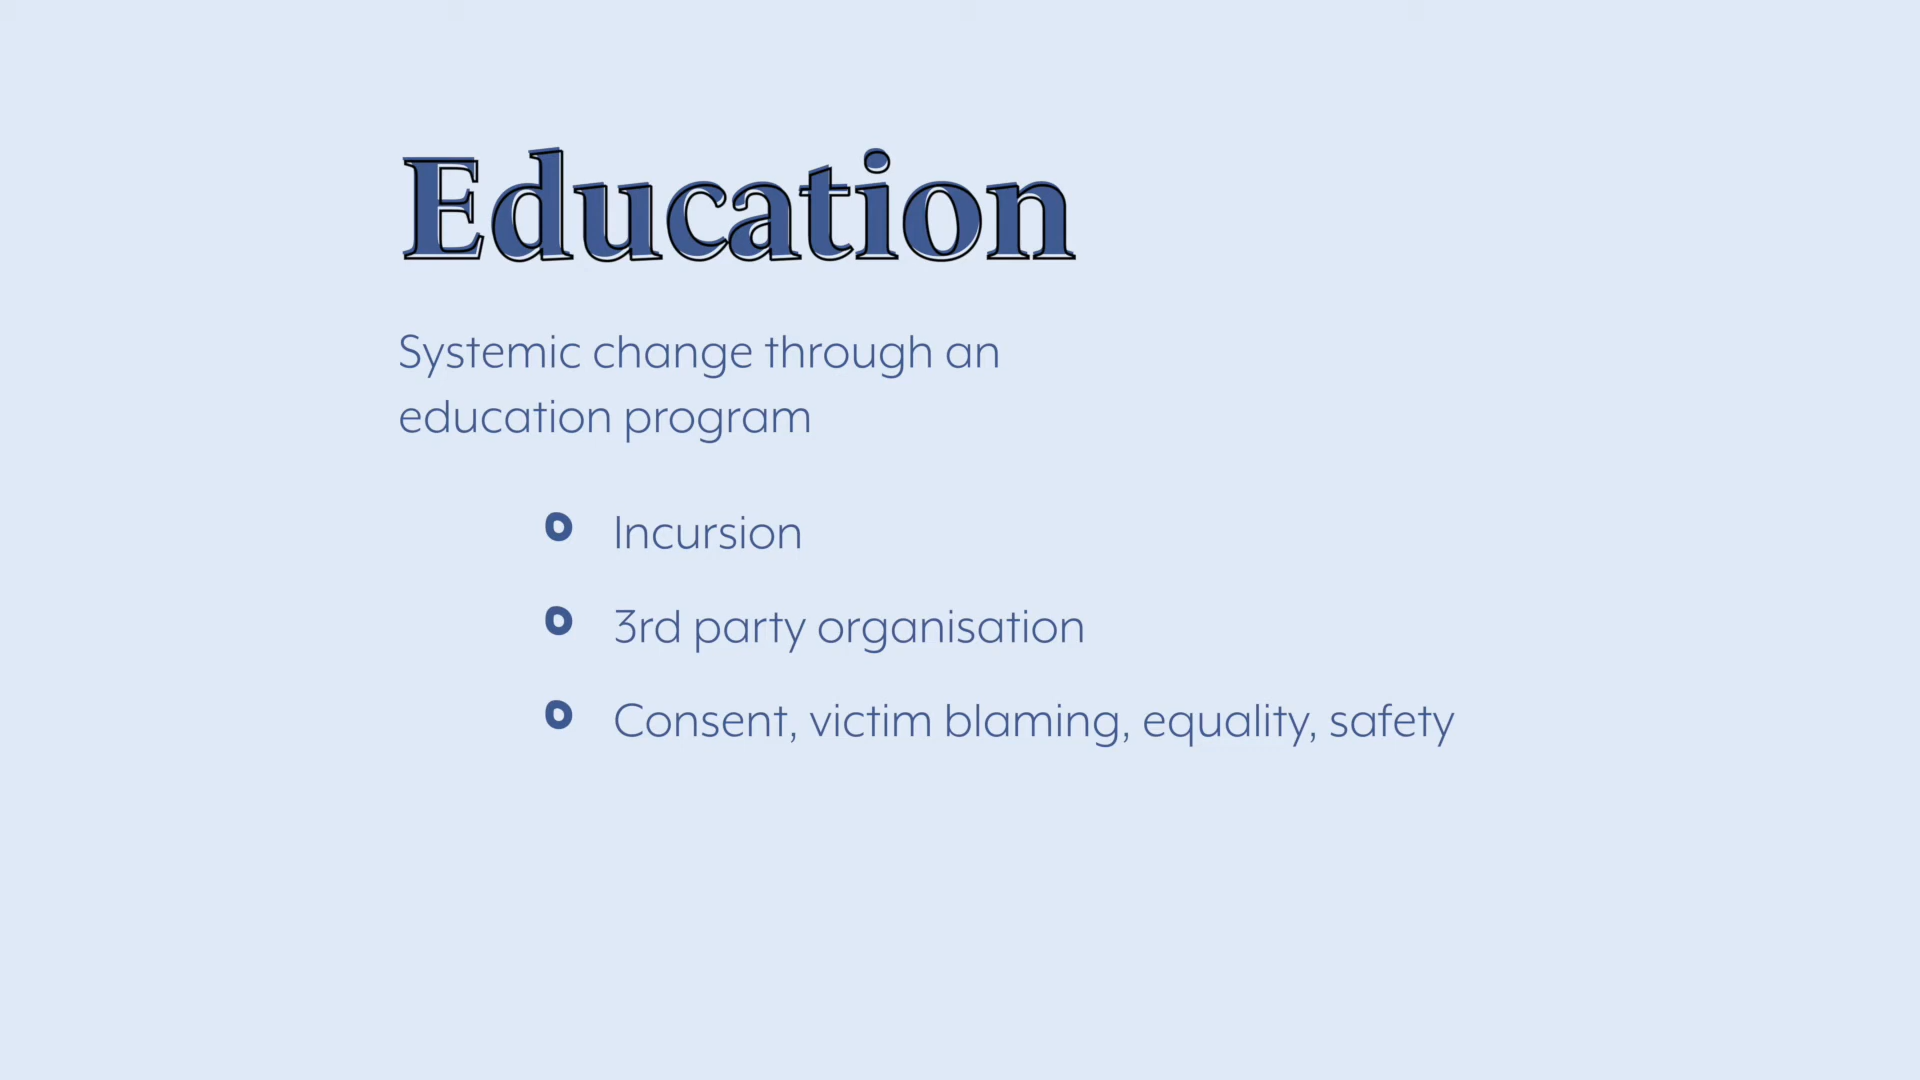 Education
Systemic change through an
education program
Incursion
3rd party organisation
Consent, victim blaming, equality, safety